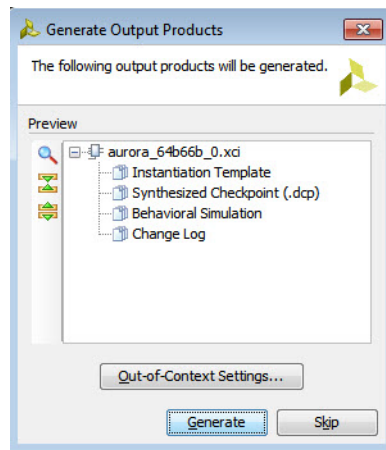 Generate Output Products
The following output products will be generated.
Preview
aurora_64b66b_0.xci
Instantiation Template
Synthesized Checkpoint (.dcp)
Behavioral Simulation
Change Log
Out-of-Context Settings...
Generate
Skip